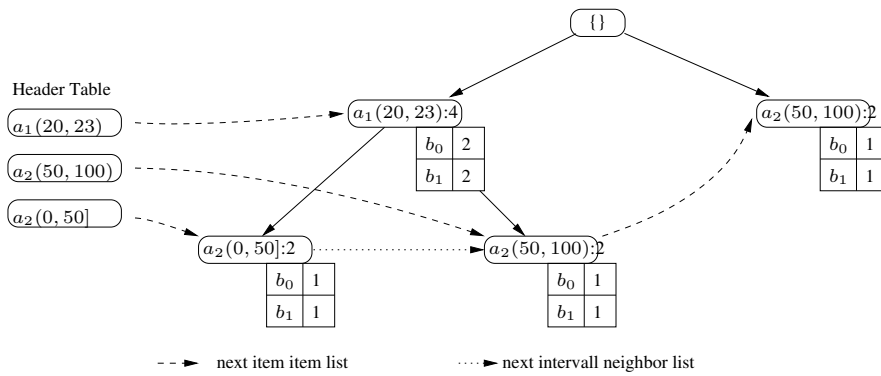 {}
Header Table
a₁(20, 23)
a₂(50, 100)
a₂(0, 50]
a₁(20, 23):4
b₀ 2
b₁ 2
a₂(50, 100):2
b₀ 1
b₁ 1
a₂(0, 50]:2
b₀ 1
b₁ 1
a₂(50, 100):2
b₀ 1
b₁ 1
next item item list
next intervall neighbor list